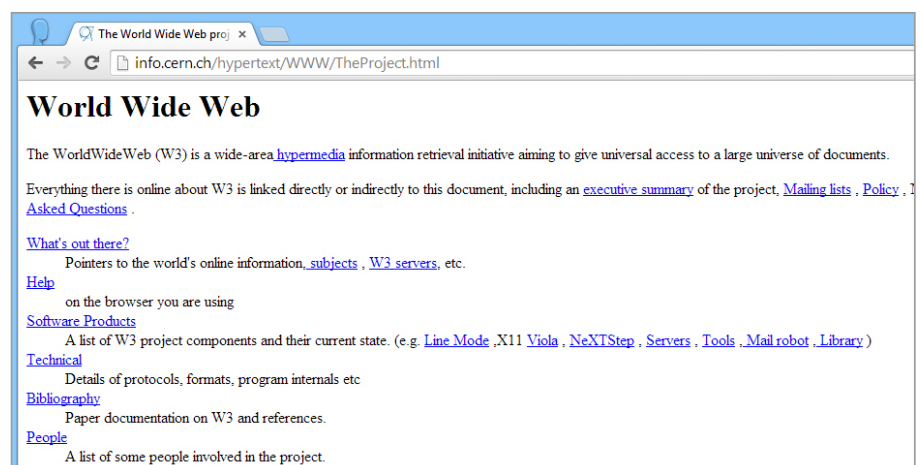 The World Wide Web proj
info.cern.ch/hypertext/WWW/TheProject.html
World Wide Web
The WorldWideWeb (W3) is a wide-area hypermedia information retrieval initiative aiming to give universal access to a large universe of documents.
Everything there is online about W3 is linked directly or indirectly to this document, including an executive summary of the project, Mailing lists , Policy ,
Asked Questions .
What's out there?
Pointers to the world's online information, subjects , W3 servers, etc.
Help
on the browser you are using
Software Products
A list of W3 project components and their current state. (e.g. Line Mode ,X11 Viola , NeXTStep , Servers , Tools , Mail robot , Library )
Technical
Details of protocols, formats, program internals etc
Bibliography
Paper documentation on W3 and references.
People
A list of some people involved in the project.